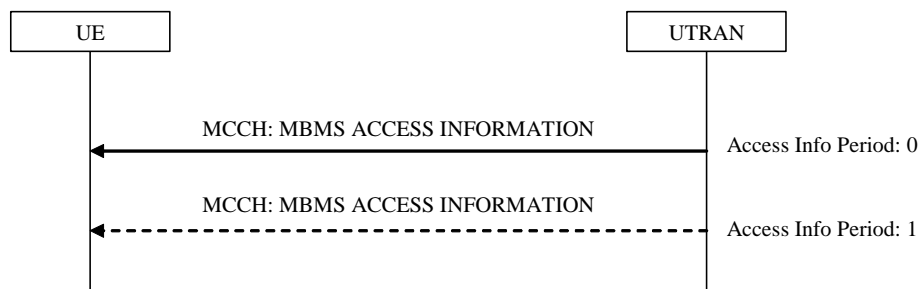 UE
UTRAN
MCCH: MBMS ACCESS INFORMATION
Access Info Period: 0
MCCH: MBMS ACCESS INFORMATION
Access Info Period: 1